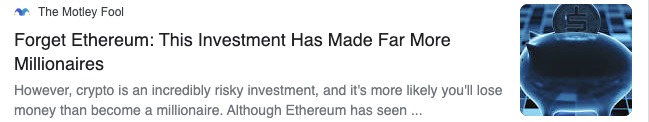 The Motley Fool
Forget Ethereum: This Investment Has Made Far More
Millionaires
However, crypto is an incredibly risky investment, and it's more likely you'll lose
money than become a millionaire. Although Ethereum has seen ...